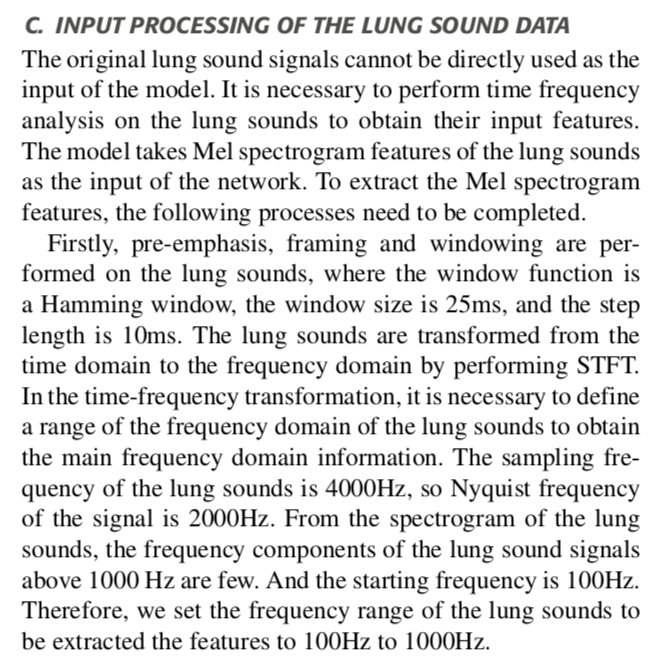 C. INPUT PROCESSING OF THE LUNG SOUND DATA
The original lung sound signals cannot be directly used as the
input of the model. It is necessary to perform time frequency
analysis on the lung sounds to obtain their input features.
The model takes Mel spectrogram features of the lung sounds
as the input of the network. To extract the Mel spectrogram
features, the following processes need to be completed.
Firstly, pre-emphasis, framing and windowing are per-
formed on the lung sounds, where the window function is
a Hamming window, the window size is 25ms, and the step
length is 10ms. The lung sounds are transformed from the
time domain to the frequency domain by performing STFT.
In the time-frequency transformation, it is necessary to define
a range of the frequency domain of the lung sounds to obtain
the main frequency domain information. The sampling fre-
quency of the lung sounds is 4000Hz, so Nyquist frequency
of the signal is 2000Hz. From the spectrogram of the lung
sounds, the frequency components of the lung sound signals
above 1000 Hz are few. And the starting frequency is 100Hz.
Therefore, we set the frequency range of the lung sounds to
be extracted the features to 100Hz to 1000Hz.